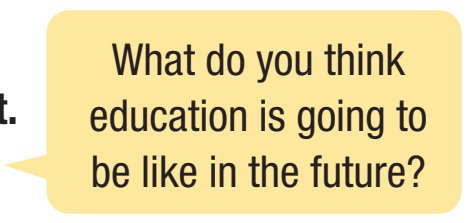 What do you think
t. education is going to
be like in the future?